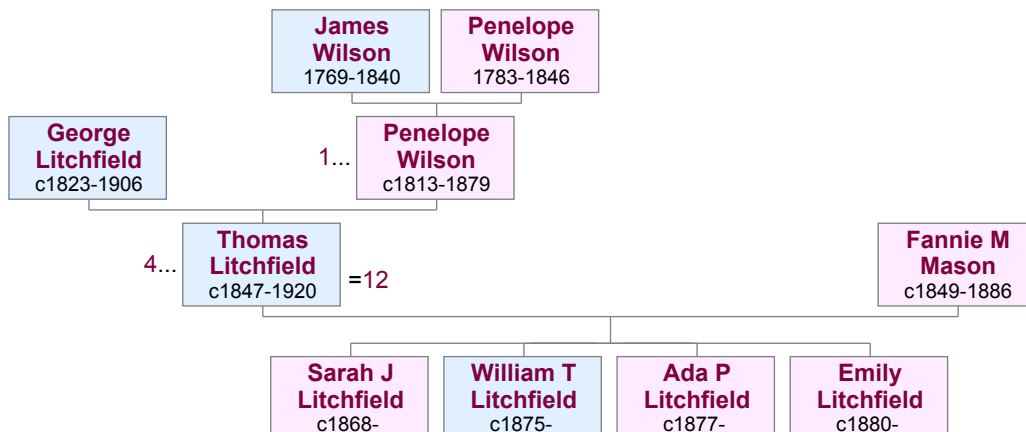 James
Wilson
1769-1840
Penelope
Wilson
1783-1846
George
Litchfield
c1823-1906
1...
Penelope
Wilson
c1813-1879
4...
Thomas
Litchfield
c1847-1920
=12
Fannie M
Mason
c1849-1886
Sarah J
Litchfield
c1868-
William T
Litchfield
c1875-
Ada P
Litchfield
c1877-
Emily
Litchfield
c1880-